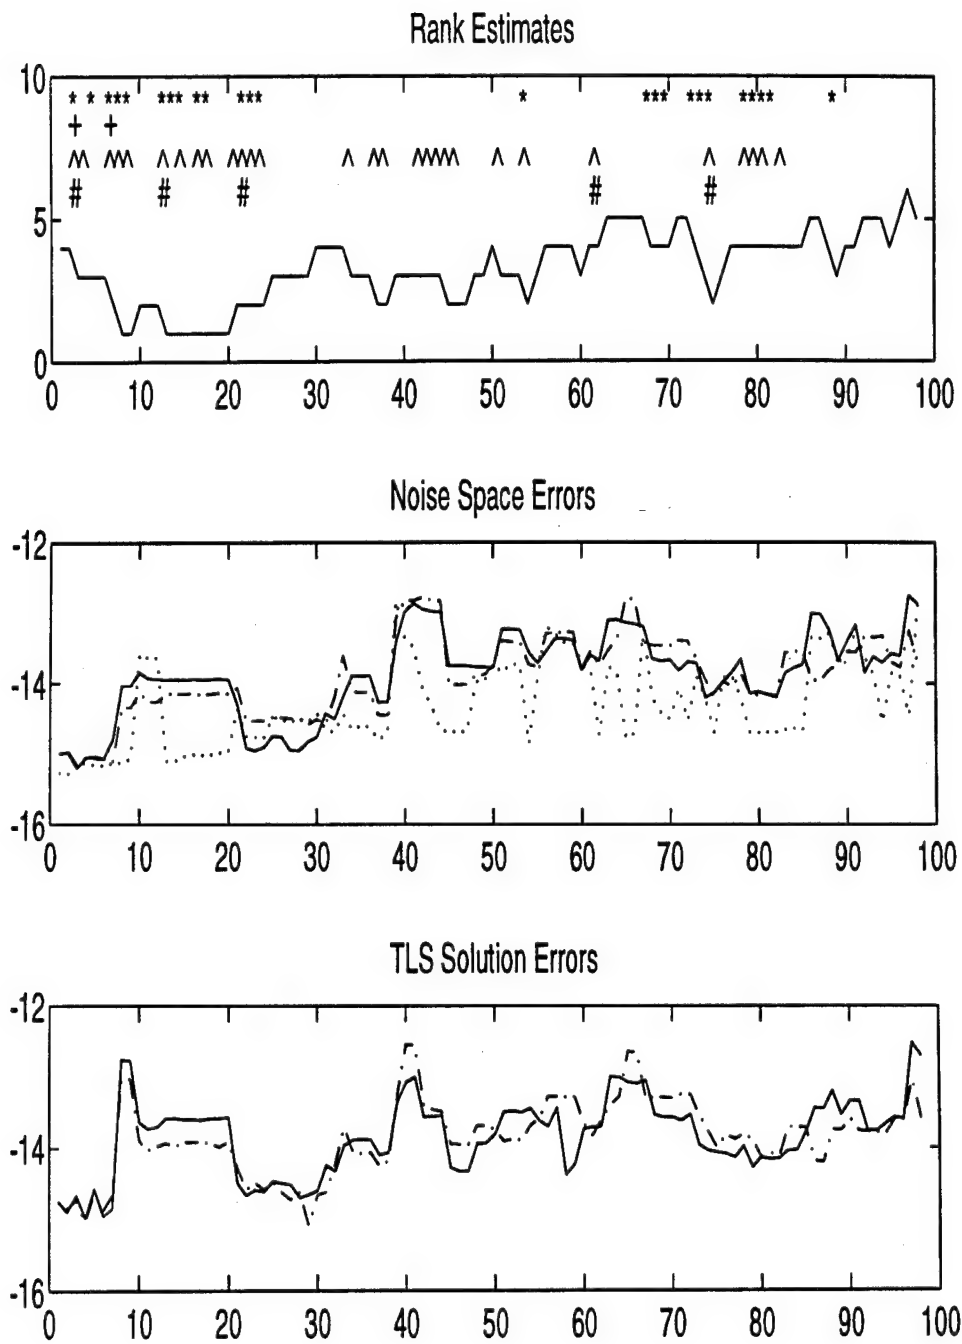 Rank Estimates
10
* * *** *** ** *** * *** *** **** *
+ +
^^ ^^^ ^ ^ ^^ ^^^^ ^ ^^ ^^^^^ ^ ^ ^ ^ ^^^ ^
# # # # #
5
0
0 10 20 30 40 50 60 70 80 90 100
Noise Space Errors
-12
-14
-16
0 10 20 30 40 50 60 70 80 90 100
TLS Solution Errors
-12
-14
-16
0 10 20 30 40 50 60 70 80 90 100